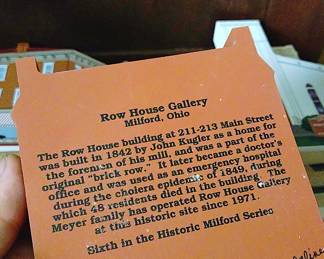 Row House Gallery
Milford, Ohio
The Row House building at 211-213 Main Street
was built in 1842 by John Kugler as a home for
the foremen of his mill, and was a part of the
original "brick row." It later became a doctor's
office and was used as an emergency hospital
during the cholera epidemic of 1849, during
which 48 residents died in the building. The
Meyer family has operated Row House Gallery
at this historic site since 1971.
Sixth in the Historic Milford Series